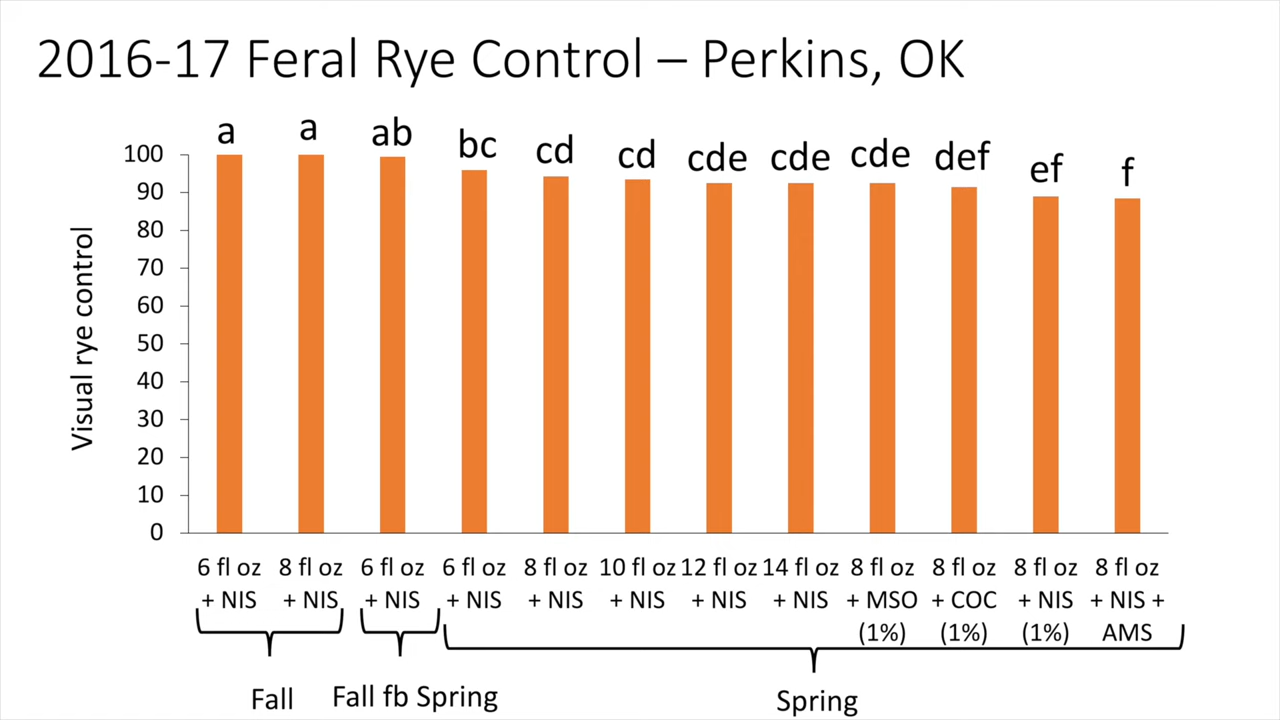 2016-17 Feral Rye Control – Perkins, OK
Visual rye control
100
90
80
70
60
50
40
30
20
10
0
a
a
ab
bc
cd
cd
cde
cde
cde
def
ef
f
6 fl oz
+ NIS
8 fl oz
+ NIS
6 fl oz
+ NIS
6 fl oz
+ NIS
8 fl oz
+ NIS
10 fl oz
+ NIS
12 fl oz
+ NIS
14 fl oz
+ NIS
8 fl oz
+ MSO
(1%)
8 fl oz
+ COC
(1%)
8 fl oz
+ NIS
(1%)
8 fl oz
+ NIS +
AMS
Fall
Fall fb Spring
Spring